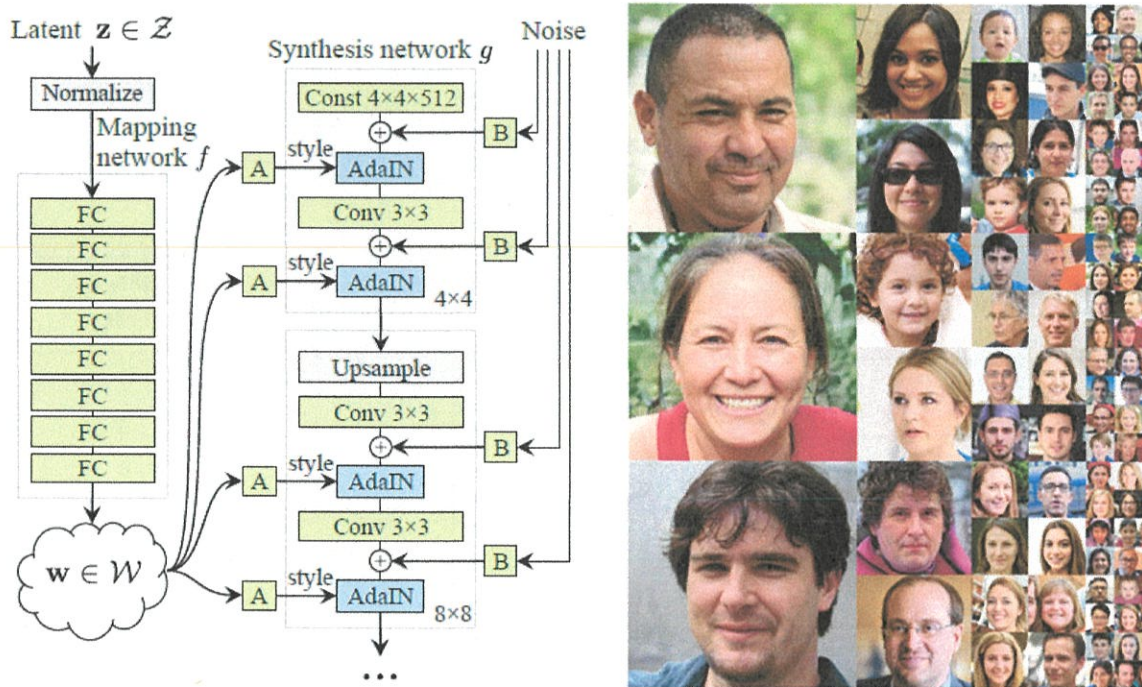 Latent z ∈ Z
Normalize
Mapping
network f
FC
FC
FC
FC
FC
FC
FC
FC
w ∈ W
Synthesis network g
Noise
Const 4×4×512
B
A
style
AdaIN
Conv 3×3
B
A
style
AdaIN
4×4
Upsample
Conv 3×3
B
A
style
AdaIN
Conv 3×3
B
A
style
AdaIN
8×8
...